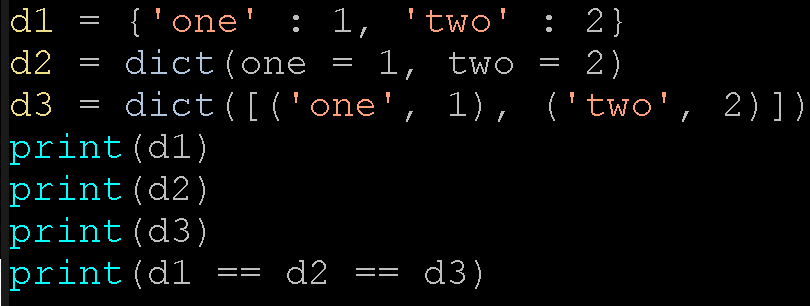 d1 = {'one' : 1, 'two' : 2}
d2 = dict(one = 1, two = 2)
d3 = dict([('one', 1), ('two', 2)])
print(d1)
print(d2)
print(d3)
print(d1 == d2 == d3)